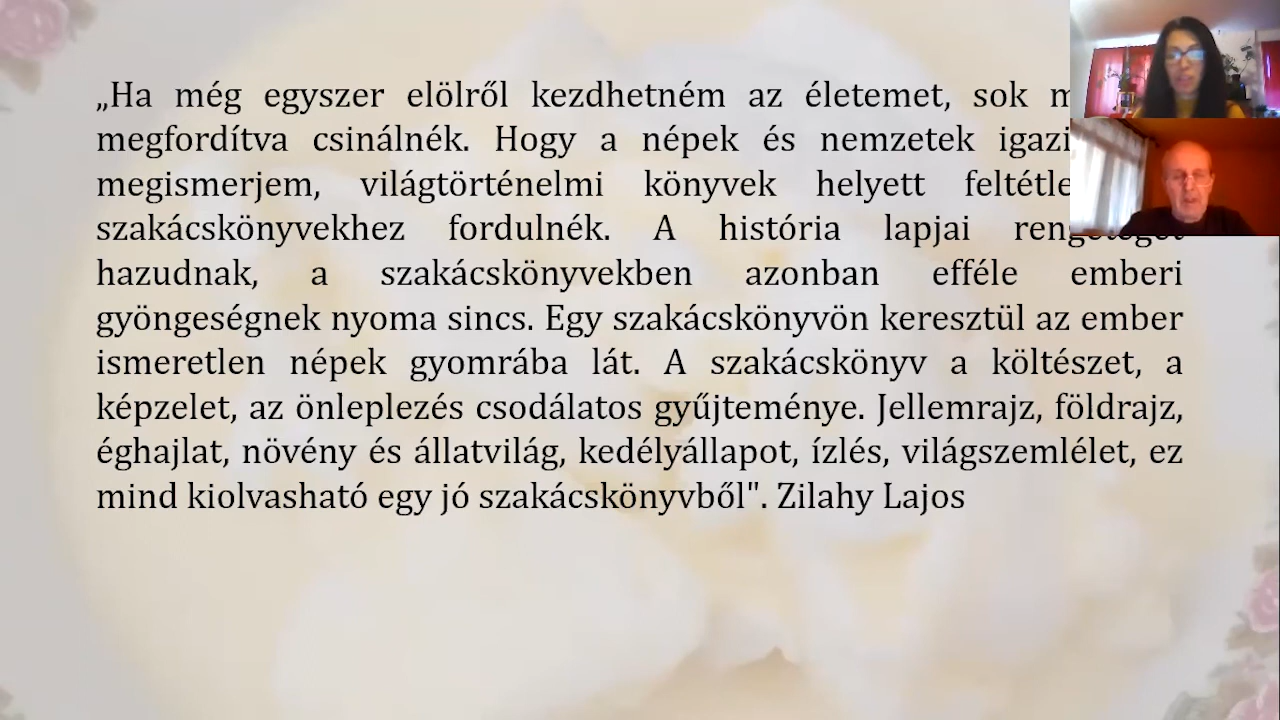 „Ha még egyszer elölről kezdhetném az életemet, sok
megfordítva csinálnék. Hogy a népek és nemzetek
megismerjem, világtörténelmi könyvek helyett
szakácskönyvekhez fordulnék. A história lapjai rengeteget
hazudnak, a szakácskönyvekben azonban efféle emberi
gyöngeségnek nyoma sincs. Egy szakácskönyvön keresztül az ember
ismeretlen népek gyomrába lát. A szakácskönyv a költészet, a
képzelet, az önleplezés csodálatos gyűjteménye. Jellemrajz, földrajz,
éghajlat, növény és állatvilág, kedélyállapot, ízlés, világszemlélet, ez
mind kiolvasható egy jó szakácskönyvből". Zilahy Lajos